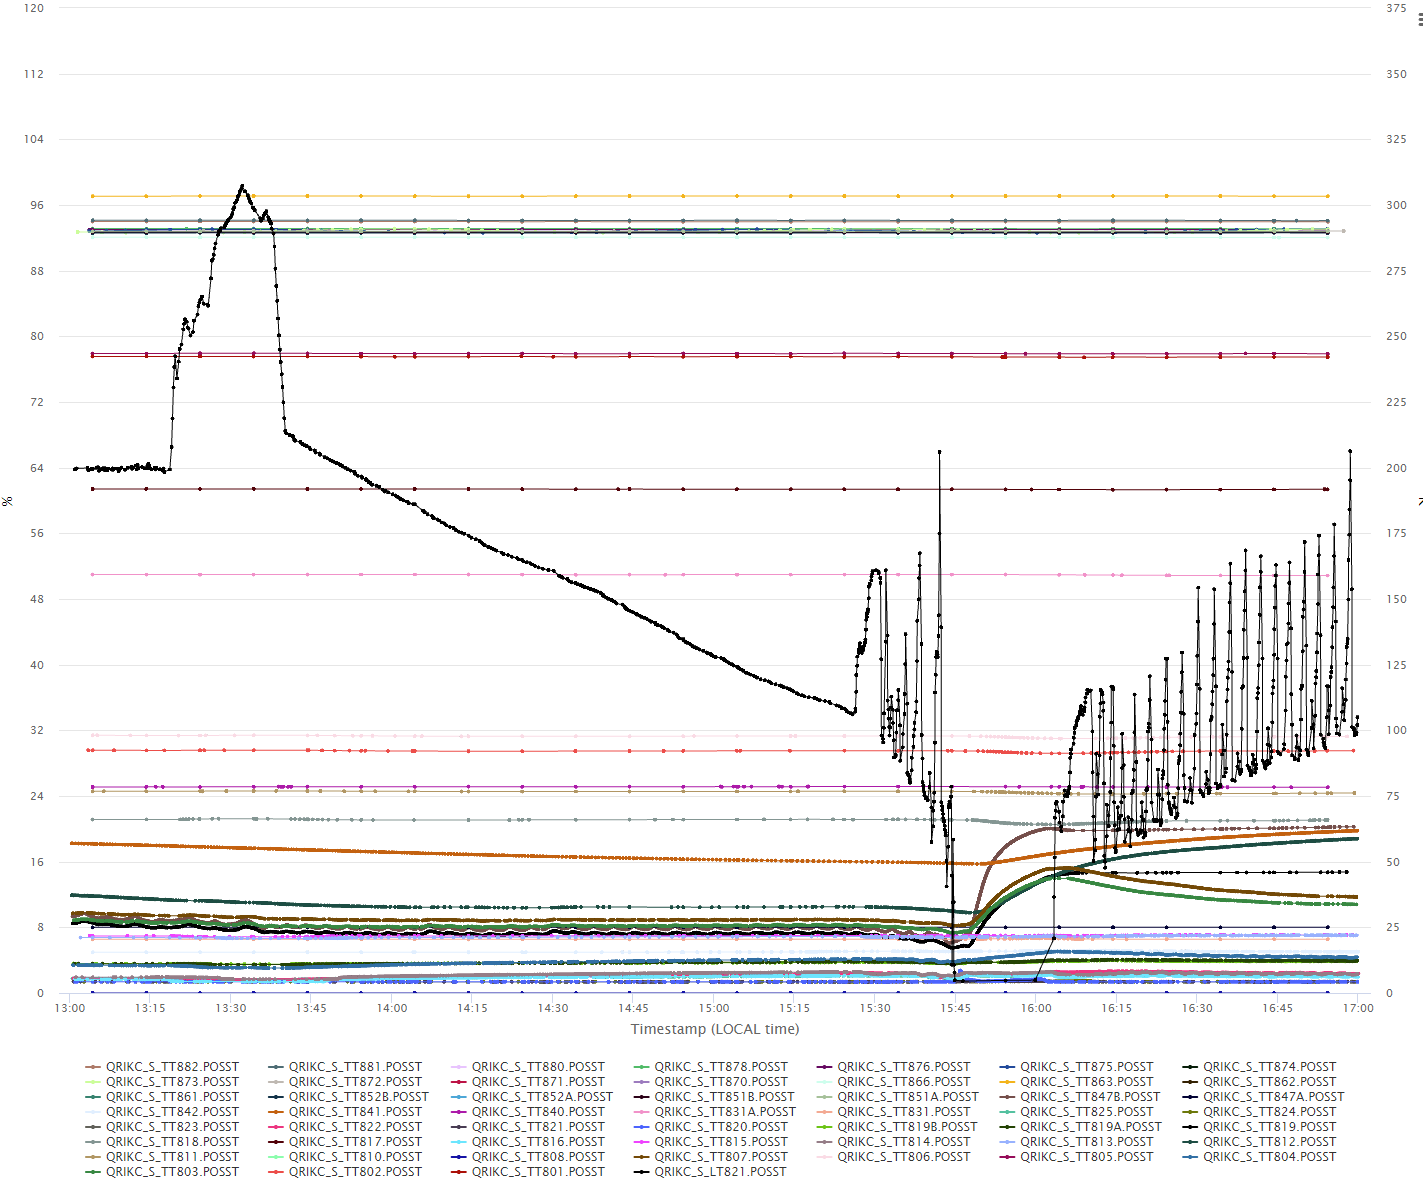 120 375
112 350
104 325
96 300
88 275
80 250
72 225
64 200
%
56 175
48 150
40 125
32 100
24 75
16 50
8 25
0 0
13:00 13:15 13:30 13:45 14:00 14:15 14:30 14:45 15:00 15:15 15:30 15:45 16:00 16:15 16:30 16:45 17:00
Timestamp (LOCAL time)
QRIKC_S_TT882.POSST QRIKC_S_TT881.POSST QRIKC_S_TT880.POSST QRIKC_S_TT878.POSST QRIKC_S_TT876.POSST QRIKC_S_TT875.POSST QRIKC_S_TT874.POSST
QRIKC_S_TT873.POSST QRIKC_S_TT872.POSST QRIKC_S_TT871.POSST QRIKC_S_TT870.POSST QRIKC_S_TT866.POSST QRIKC_S_TT863.POSST QRIKC_S_TT862.POSST
QRIKC_S_TT861.POSST QRIKC_S_TT852B.POSST QRIKC_S_TT852A.POSST QRIKC_S_TT851B.POSST QRIKC_S_TT851A.POSST QRIKC_S_TT847B.POSST QRIKC_S_TT847A.POSST
QRIKC_S_TT842.POSST QRIKC_S_TT841.POSST QRIKC_S_TT840.POSST QRIKC_S_TT831A.POSST QRIKC_S_TT831.POSST QRIKC_S_TT825.POSST QRIKC_S_TT824.POSST
QRIKC_S_TT823.POSST QRIKC_S_TT822.POSST QRIKC_S_TT821.POSST QRIKC_S_TT820.POSST QRIKC_S_TT819B.POSST QRIKC_S_TT819A.POSST QRIKC_S_TT819.POSST
QRIKC_S_TT818.POSST QRIKC_S_TT817.POSST QRIKC_S_TT816.POSST QRIKC_S_TT815.POSST QRIKC_S_TT814.POSST QRIKC_S_TT813.POSST QRIKC_S_TT812.POSST
QRIKC_S_TT811.POSST QRIKC_S_TT810.POSST QRIKC_S_TT808.POSST QRIKC_S_TT807.POSST QRIKC_S_TT806.POSST QRIKC_S_TT805.POSST QRIKC_S_TT804.POSST
QRIKC_S_TT803.POSST QRIKC_S_TT802.POSST QRIKC_S_TT801.POSST QRIKC_S_LT821.POSST